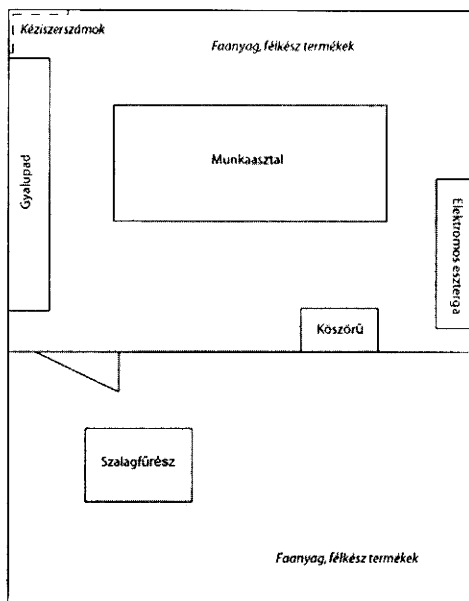 Kéziszerszámok
Faanyag, félkész termékek
Munkaasztal
Gyalupad
Elektromos eszterga
Köszörű
Szalagfűrész
Faanyag, félkész termékek